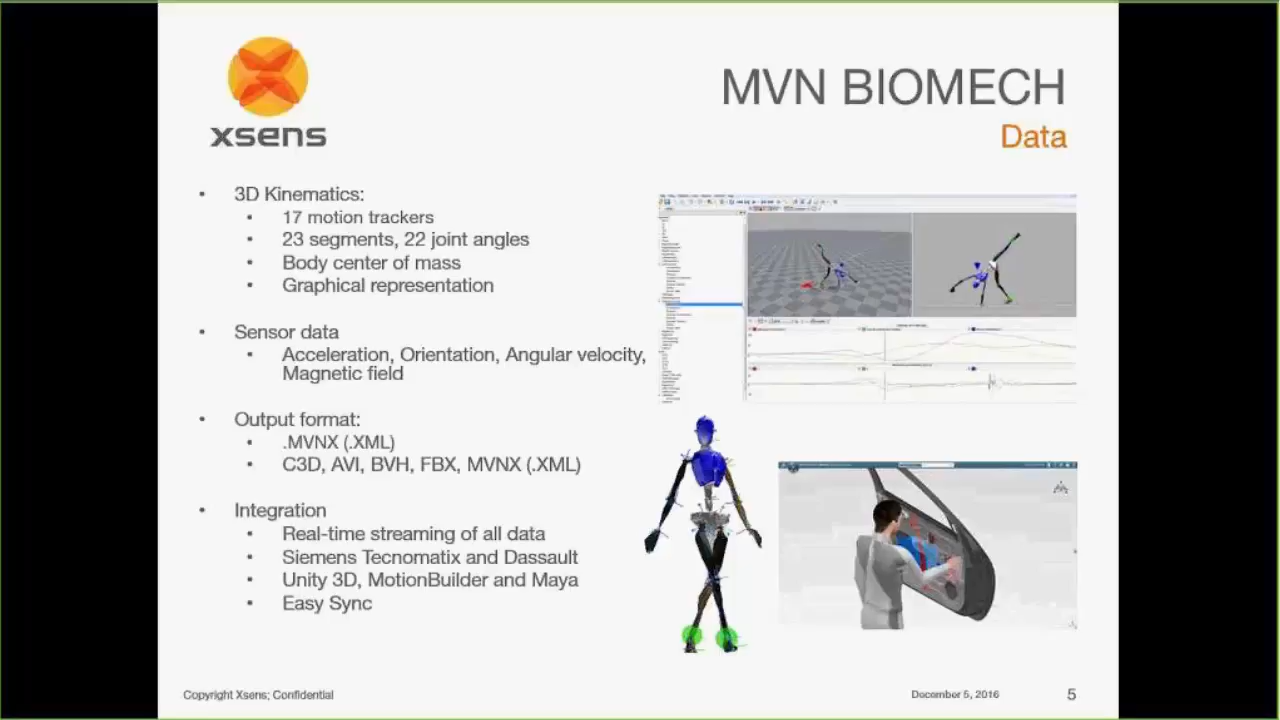 xsens
MVN BIOMECH
Data
• 3D Kinematics:
• 17 motion trackers
• 23 segments, 22 joint angles
• Body center of mass
• Graphical representation
• Sensor data
• Acceleration, Orientation, Angular velocity,
Magnetic field
• Output format:
• .MVNX (.XML)
• C3D, AVI, BVH, FBX, MVNX (.XML)
• Integration
• Real-time streaming of all data
• Siemens Tecnomatix and Dassault
• Unity 3D, MotionBuilder and Maya
• Easy Sync
Copyright Xsens; Confidential
December 5, 2016
5